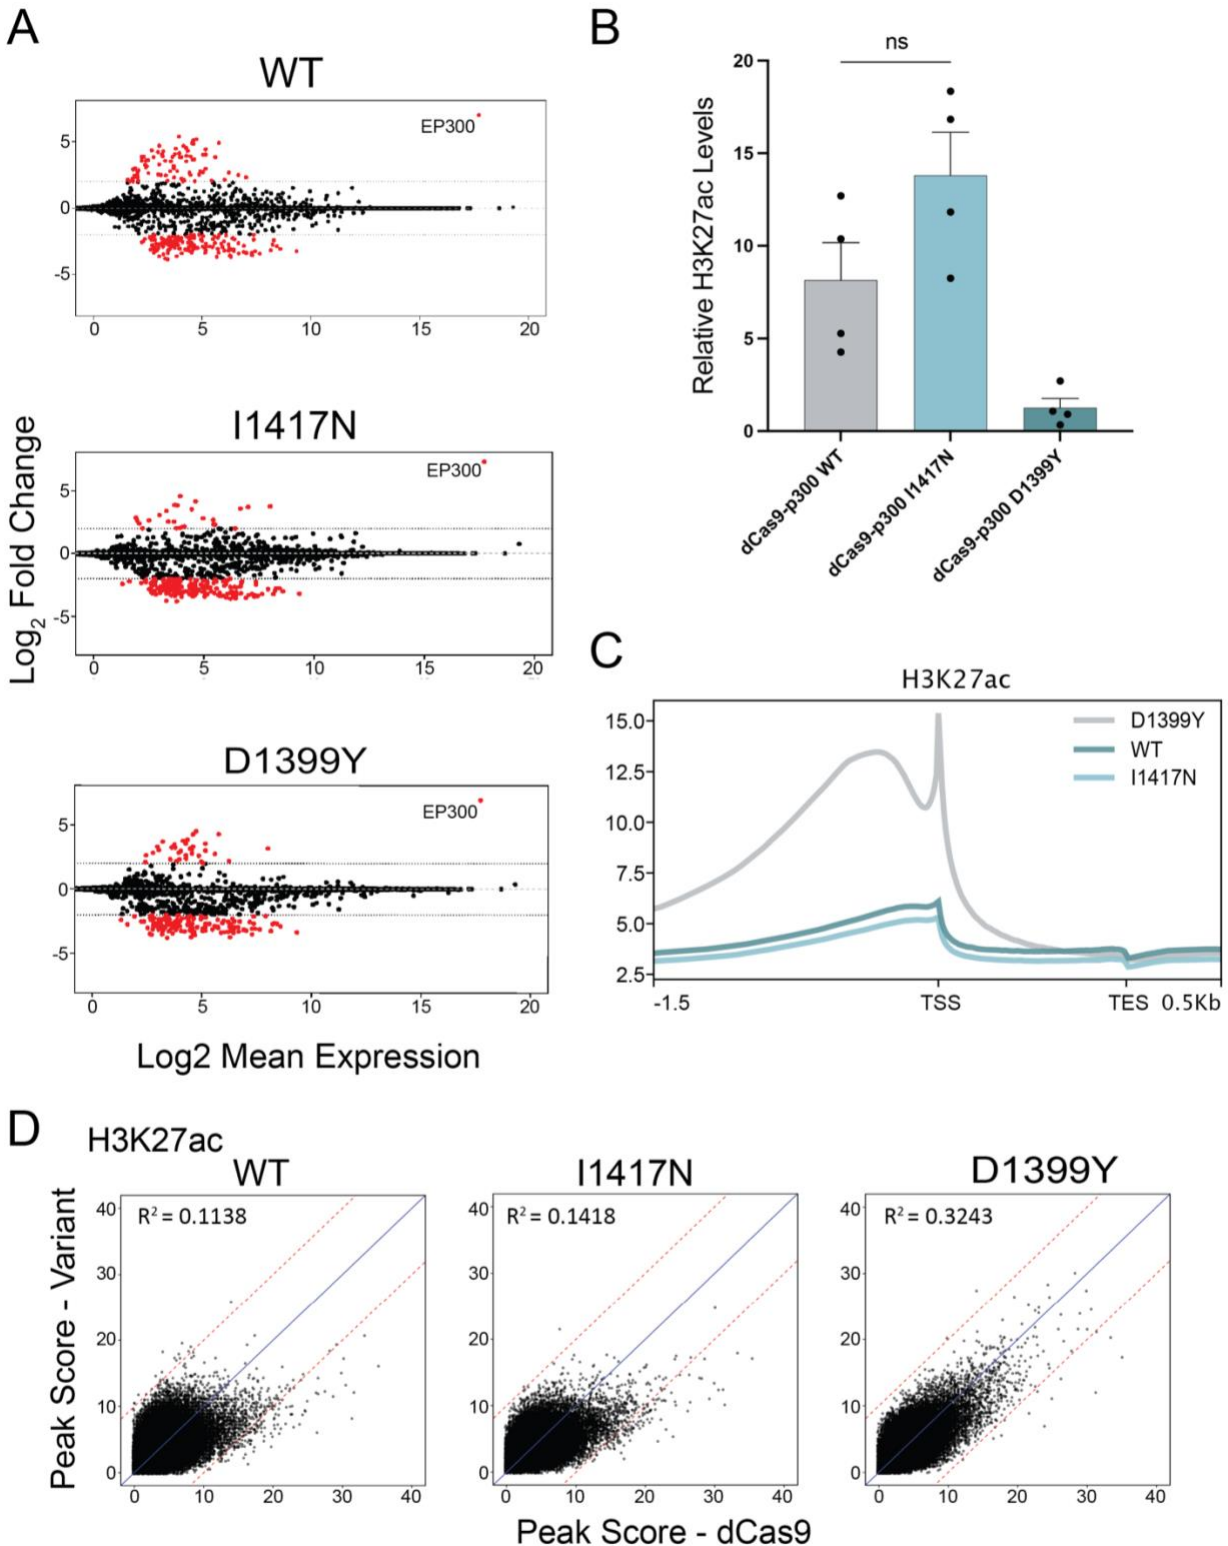 A
WT
EP300
5
0
-5
0 5 10 15 20
I1417N
EP300
5
0
-5
0 5 10 15 20
D1399Y
EP300
5
0
-5
0 5 10 15 20
Log2 Fold Change
Log2 Mean Expression
B
ns
Relative H3K27ac Levels
20
15
10
5
0
dCas9-p300 WT
dCas9-p300 I1417N
dCas9-p300 D1399Y
C
H3K27ac
15.0
12.5
10.0
7.5
5.0
2.5
D1399Y
WT
I1417N
-1.5 TSS TES 0.5Kb
D
H3K27ac
Peak Score - Variant
WT
R² = 0.1138
40
30
20
10
0
0 10 20 30 40
I1417N
R² = 0.1418
40
30
20
10
0
0 10 20 30 40
D1399Y
R² = 0.3243
40
30
20
10
0
0 10 20 30 40
Peak Score - dCas9